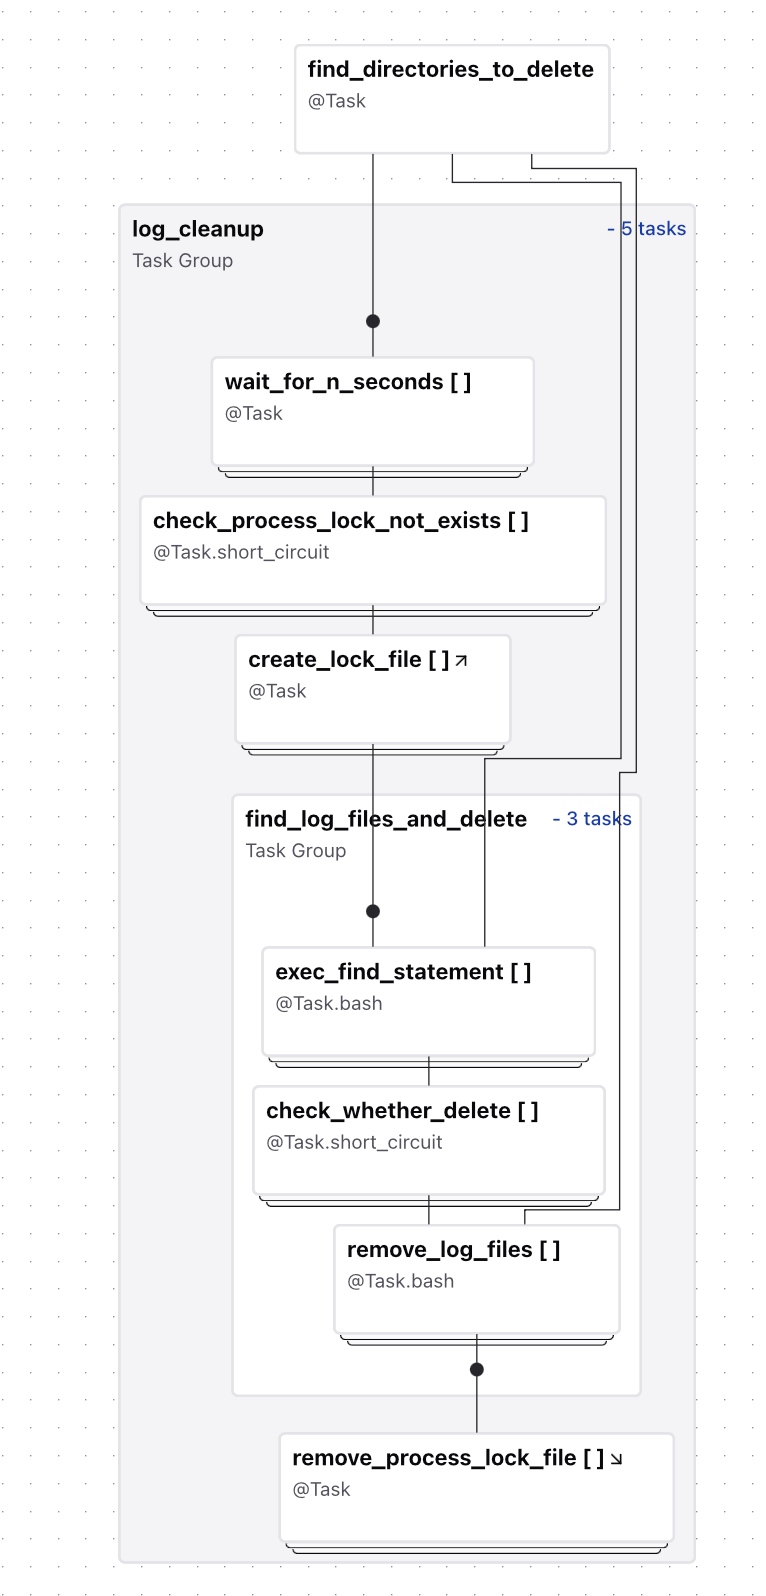 find_directories_to_delete
@Task
log_cleanup - 5 tasks
Task Group
wait_for_n_seconds [ ]
@Task
check_process_lock_not_exists [ ]
@Task.short_circuit
create_lock_file [ ]
@Task
find_log_files_and_delete - 3 tasks
Task Group
exec_find_statement [ ]
@Task.bash
check_whether_delete [ ]
@Task.short_circuit
remove_log_files [ ]
@Task.bash
remove_process_lock_file [ ]
@Task